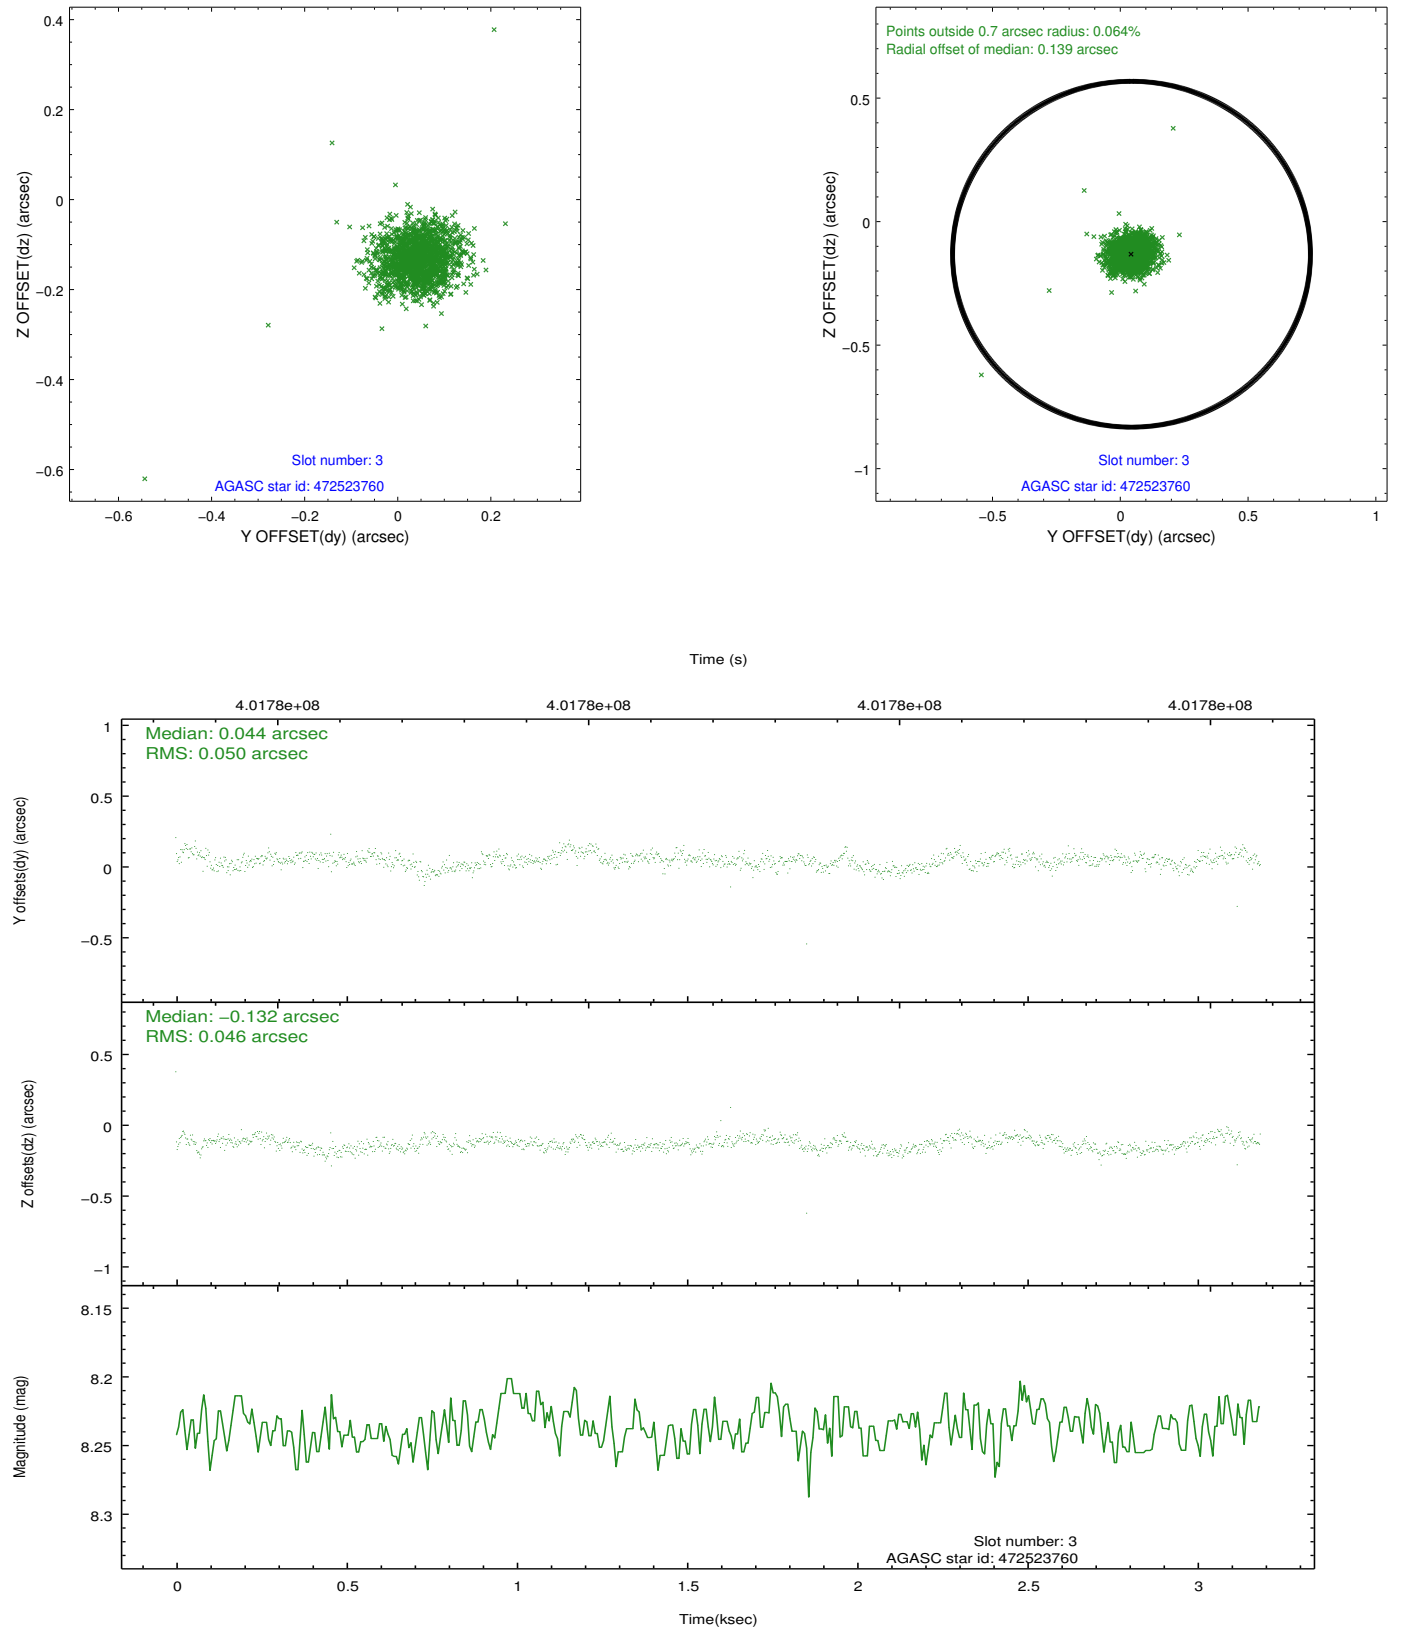 0.4
0.2
0
−0.2
−0.4
−0.6
Z OFFSET(dz) (arcsec)
Slot number: 3
AGASC star id: 472523760
−0.6 −0.4 −0.2 0 0.2
Y OFFSET(dy) (arcsec)
Points outside 0.7 arcsec radius: 0.064%
Radial offset of median: 0.139 arcsec
0.5
0
−0.5
−1
Z OFFSET(dz) (arcsec)
Slot number: 3
AGASC star id: 472523760
−0.5 0 0.5 1
Y OFFSET(dy) (arcsec)
Time (s)
4.0178e+08 4.0178e+08 4.0178e+08 4.0178e+08
Median: 0.044 arcsec
RMS: 0.050 arcsec
1
0.5
0
−0.5
Y offsets(dy) (arcsec)
Median: −0.132 arcsec
RMS: 0.046 arcsec
0.5
0
−0.5
−1
Z offsets(dz) (arcsec)
8.15
8.2
8.25
8.3
Magnitude (mag)
Slot number: 3
AGASC star id: 472523760
0 0.5 1 1.5 2 2.5 3
Time(ksec)